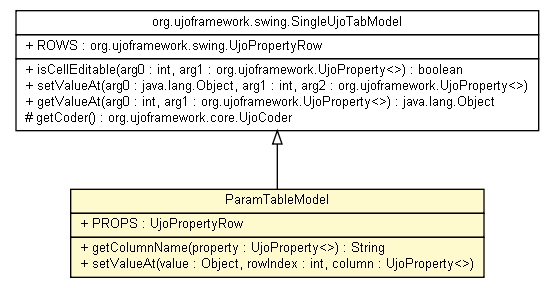 org.ujoframework.swing.SingleUjoTabModel
+ ROWS : org.ujoframework.swing.UjoPropertyRow
+ isCellEditable(arg0 : int, arg1 : org.ujoframework.UjoProperty<>) : boolean
+ setValueAt(arg0 : java.lang.Object, arg1 : int, arg2 : org.ujoframework.UjoProperty<>)
+ getValueAt(arg0 : int, arg1 : org.ujoframework.UjoProperty<>) : java.lang.Object
# getCoder() : org.ujoframework.core.UjoCoder
ParamTableModel
+ PROPS : UjoPropertyRow
+ getColumnName(property : UjoProperty<>) : String
+ setValueAt(value : Object, rowIndex : int, column : UjoProperty<>)